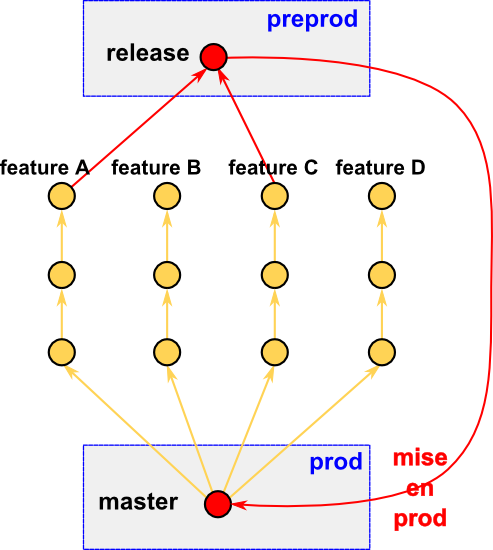 preprod
release
feature A feature B feature C feature D
prod
master
mise
en
prod